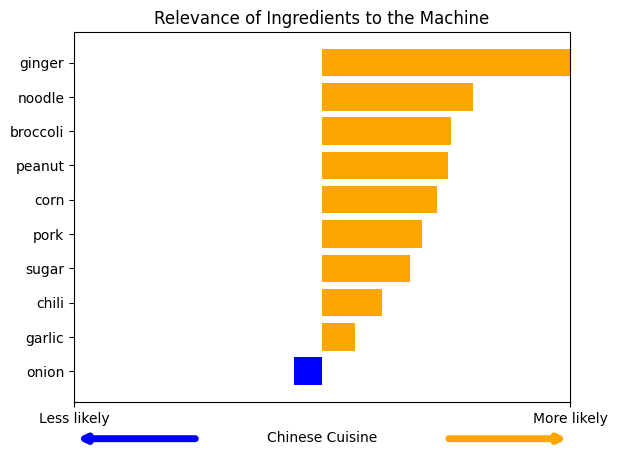 Relevance of Ingredients to the Machine
ginger
noodle
broccoli
peanut
corn
pork
sugar
chili
garlic
onion
Less likely More likely
Chinese Cuisine